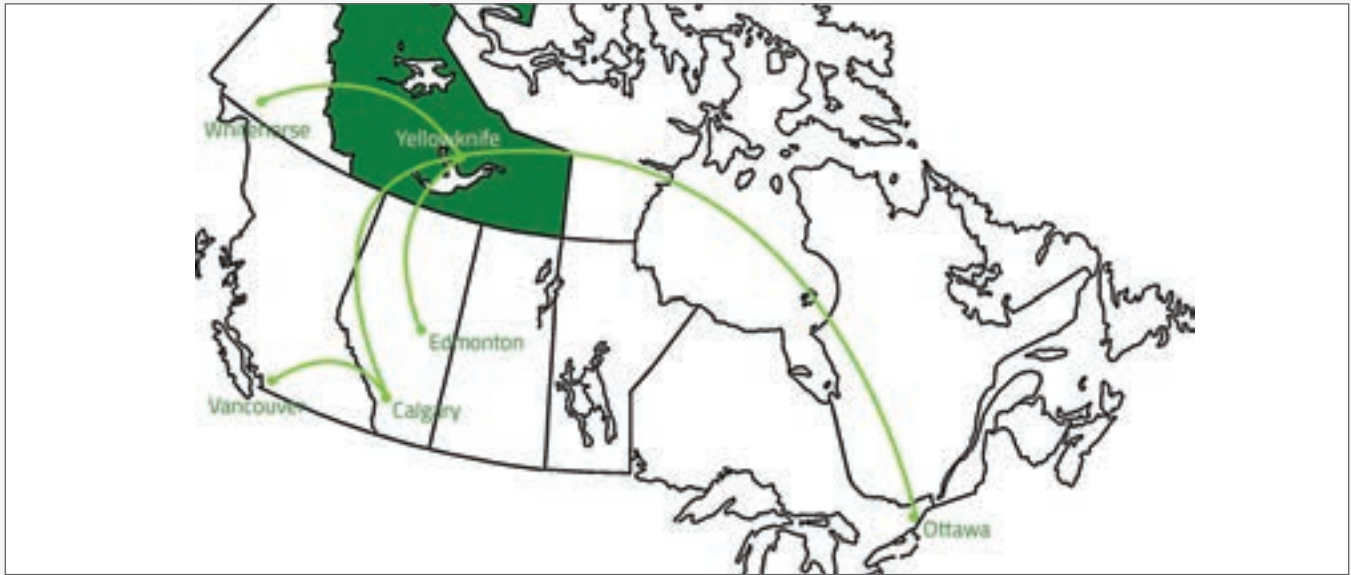 Whitehorse
Yellowknife
Edmonton
Vancouver
Calgary
Ottawa